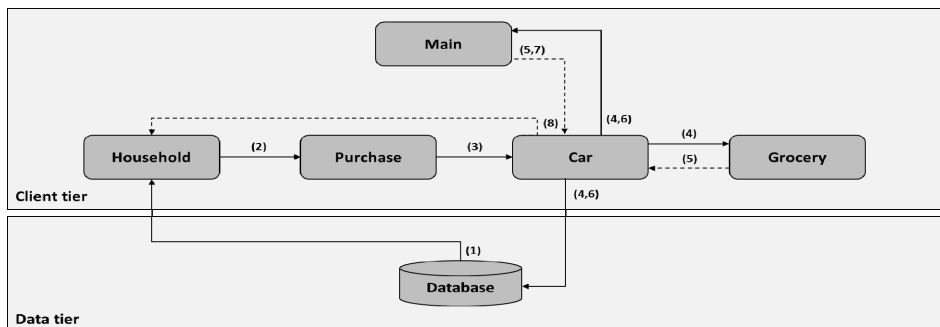 Main
(5,7)
(8)
(4,6)
Household
(2)
Purchase
(3)
Car
(4)
(5)
Grocery
Client tier
(4,6)
(1)
Database
Data tier